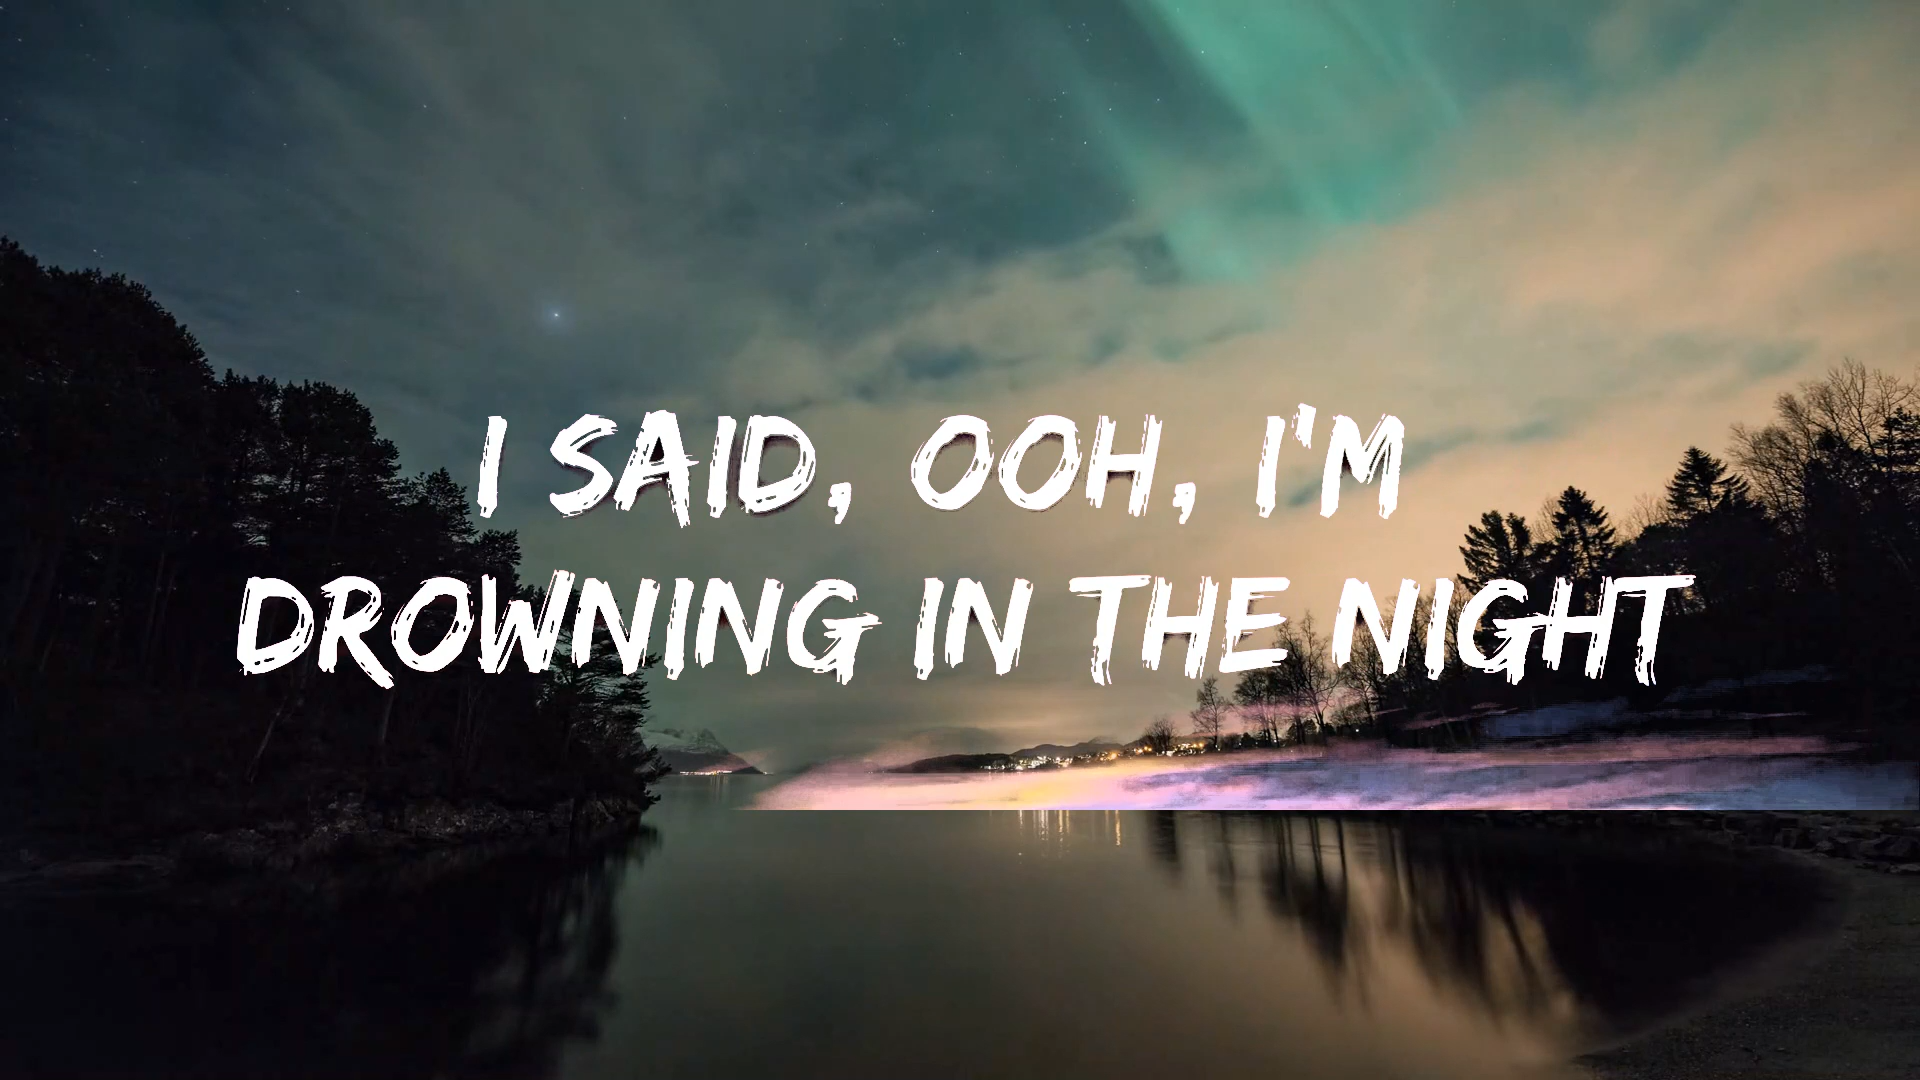 I SAID, OOH, I'M
DROWNING IN THE NIGHT